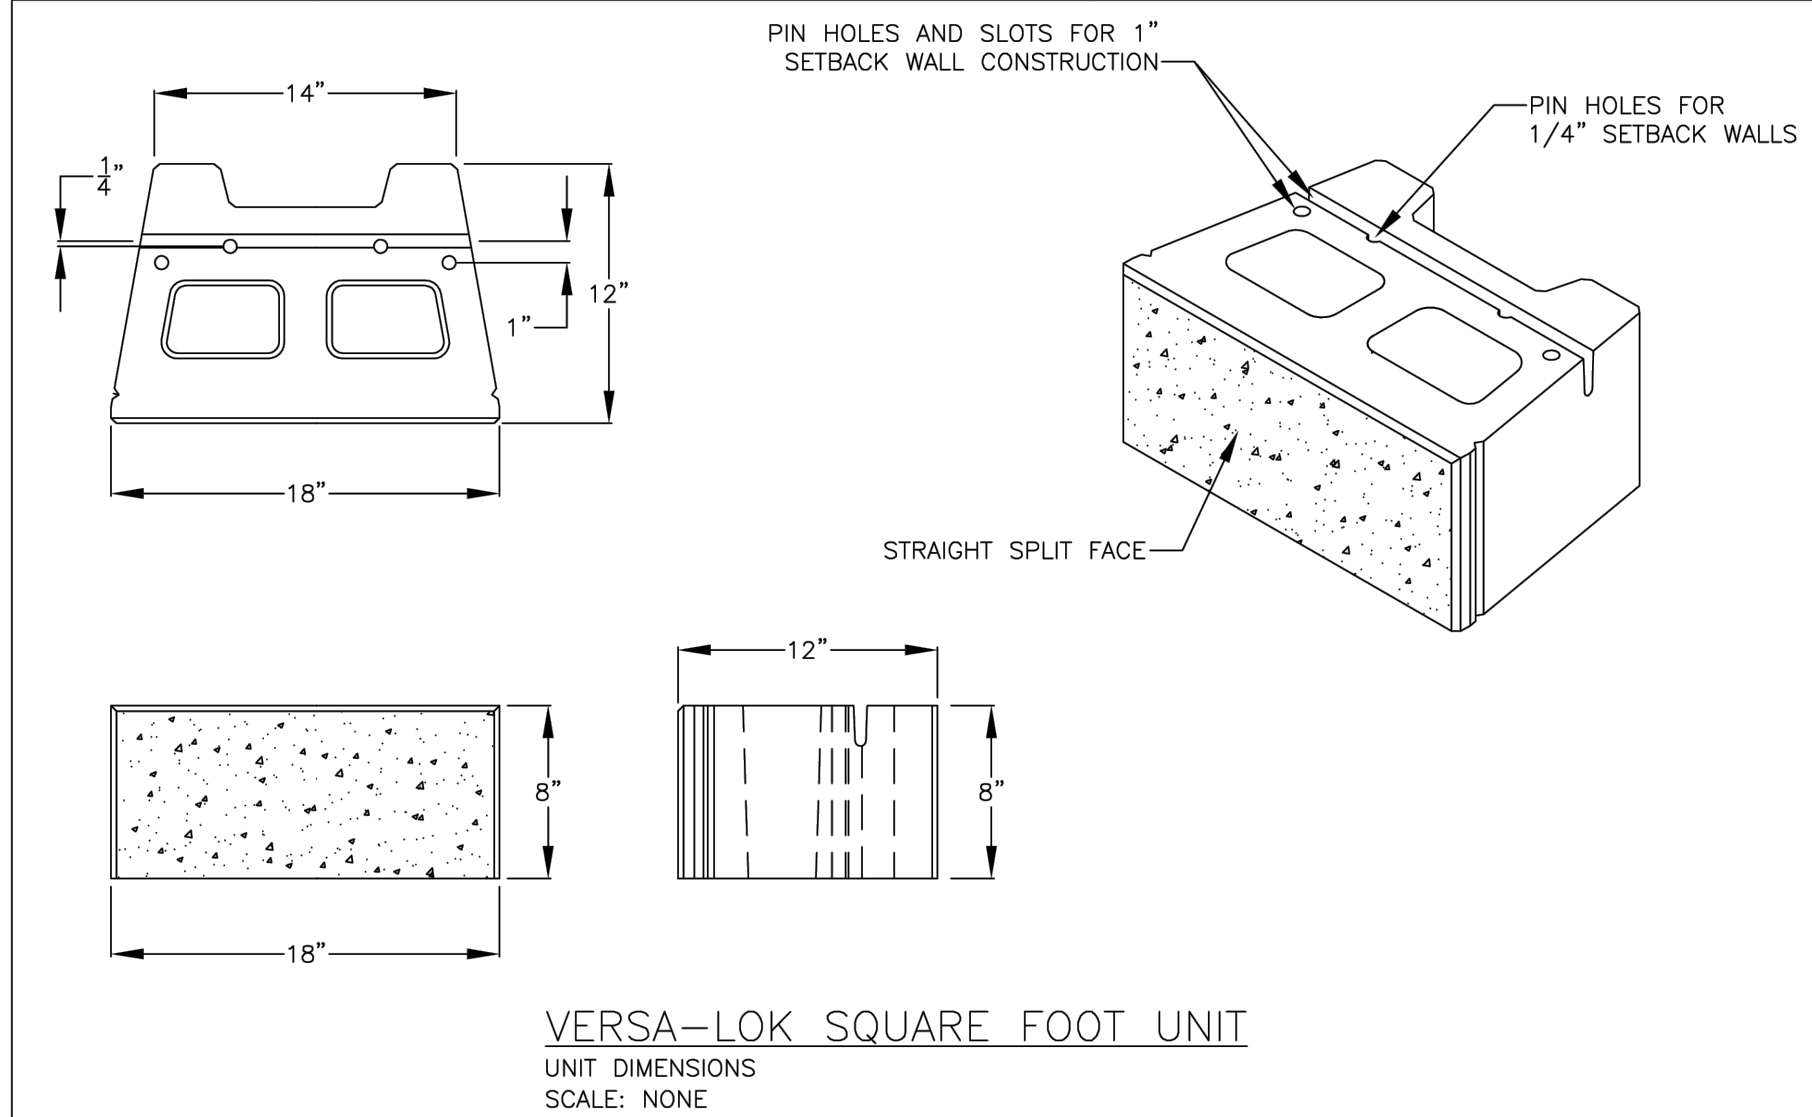 PIN HOLES AND SLOTS FOR 1”
SETBACK WALL CONSTRUCTION
PIN HOLES FOR
1/4” SETBACK WALLS
14”
1/4”
12”
1”
18”
STRAIGHT SPLIT FACE
12”
8”
8”
18”
VERSA-LOK SQUARE FOOT UNIT
UNIT DIMENSIONS
SCALE: NONE